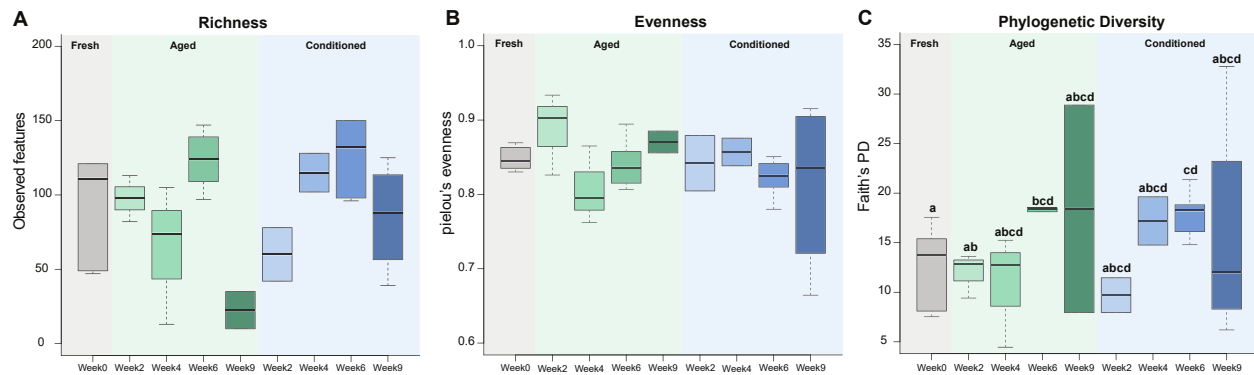 A
Richness
Fresh
Aged
Conditioned
Observed features
200
150
100
50
0
Week0 Week2 Week4 Week6 Week9 Week2 Week4 Week6 Week9
B
Evenness
Fresh
Aged
Conditioned
pielou's evenness
1.0
0.9
0.8
0.7
0.6
Week0 Week2 Week4 Week6 Week9 Week2 Week4 Week6 Week9
C
Phylogenetic Diversity
Fresh
Aged
Conditioned
Faith's PD
35
30
25
20
15
10
5
a
ab
abcd
bcd
abcd
abcd
abcd
cd
abcd
Week0 Week2 Week4 Week6 Week9 Week2 Week4 Week6 Week9